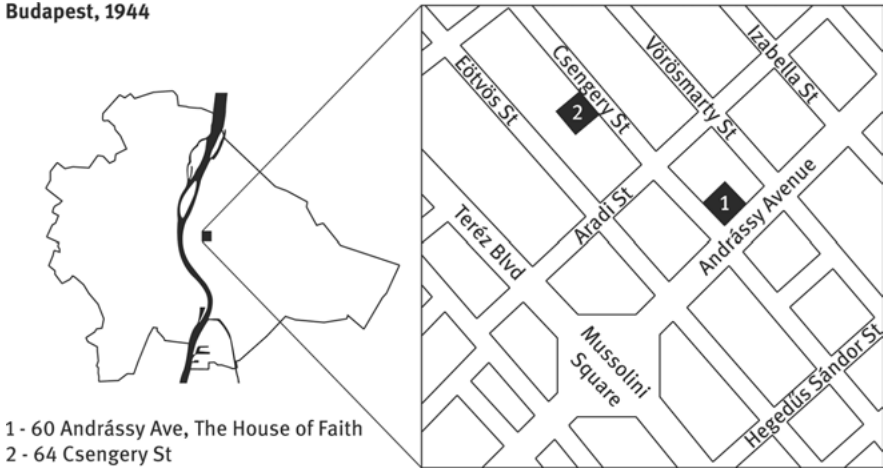 Budapest, 1944
Eötvös St
Csengery St
Vörösmarty St
Izabella St
2
1
Aradi St
Teréz Blvd
Andrássy Avenue
Mussolini
Square
Hegedűs Sándor St
1 - 60 Andrássy Ave, The House of Faith
2 - 64 Csengery St